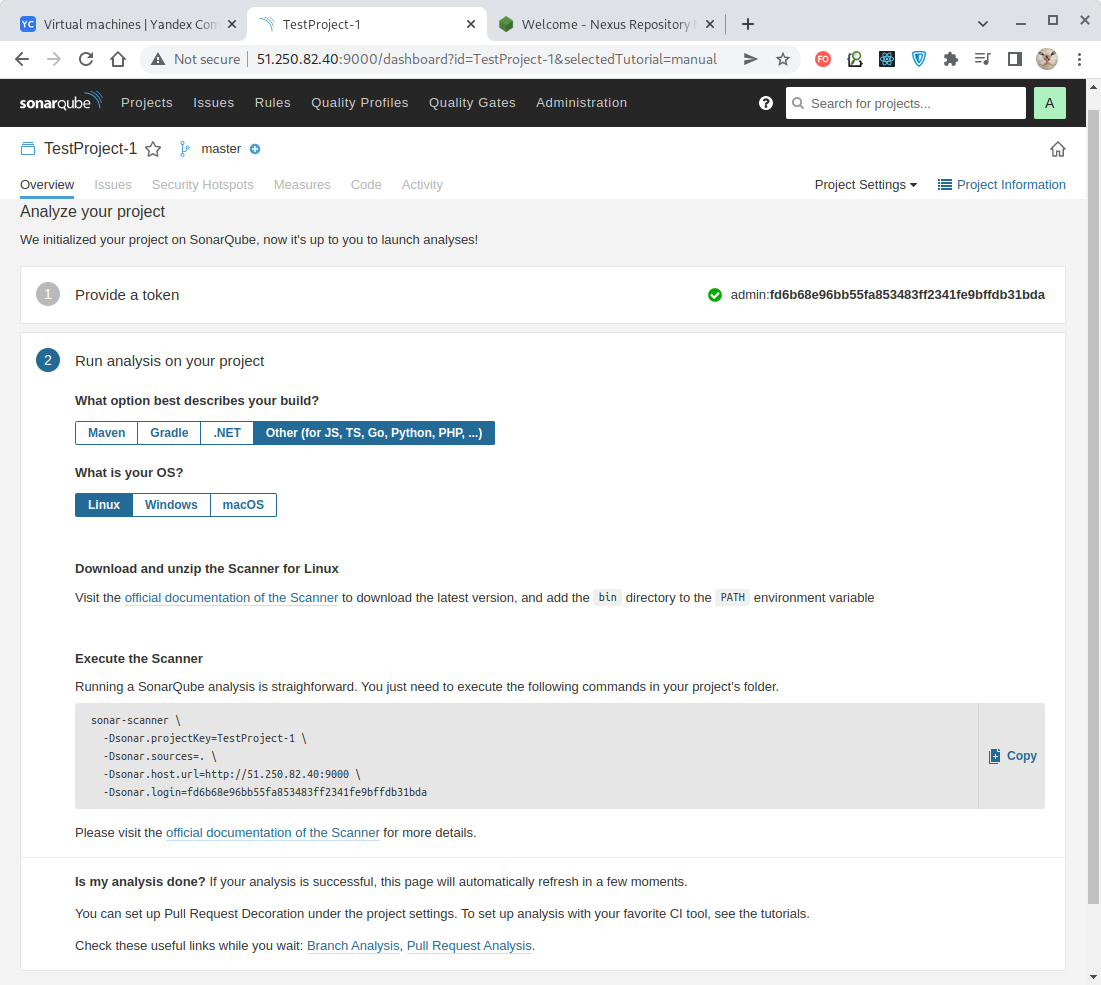 Virtual machines | Yandex Com
TestProject-1
Welcome - Nexus Repository
Not secure
51.250.82.40:9000/dashboard?id=TestProject-1&selectedTutorial=manual
FO
sonarqube
Projects
Issues
Rules
Quality Profiles
Quality Gates
Administration
?
Search for projects...
A
TestProject-1
master
Overview
Issues
Security Hotspots
Measures
Code
Activity
Project Settings
Project Information
Analyze your project
We initialized your project on SonarQube, now it's up to you to launch analyses!
1
Provide a token
admin:fd6b68e96bb55fa853483ff2341fe9bffdb31bda
2
Run analysis on your project
What option best describes your build?
Maven
Gradle
.NET
Other (for JS, TS, Go, Python, PHP, ...)
What is your OS?
Linux
Windows
macOS
Download and unzip the Scanner for Linux
Visit the official documentation of the Scanner to download the latest version, and add the bin directory to the PATH environment variable
Execute the Scanner
Running a SonarQube analysis is straighforward. You just need to execute the following commands in your project's folder.
sonar-scanner \
-Dsonar.projectKey=TestProject-1 \
-Dsonar.sources=. \
-Dsonar.host.url=http://51.250.82.40:9000 \
-Dsonar.login=fd6b68e96bb55fa853483ff2341fe9bffdb31bda
Copy
Please visit the official documentation of the Scanner for more details.
Is my analysis done? If your analysis is successful, this page will automatically refresh in a few moments.
You can set up Pull Request Decoration under the project settings. To set up analysis with your favorite CI tool, see the tutorials.
Check these useful links while you wait: Branch Analysis, Pull Request Analysis.